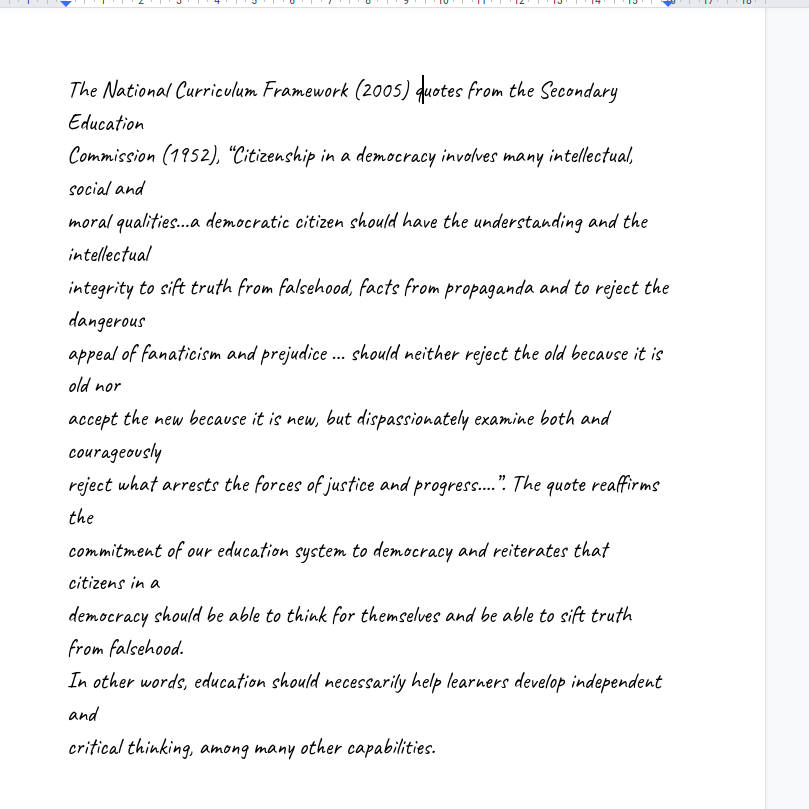 The National Curriculum Framework (2005) quotes from the Secondary
Education
Commission (1952), “Citizenship in a democracy involves many intellectual,
social and
moral qualities...a democratic citizen should have the understanding and the
intellectual
integrity to sift truth from falsehood, facts from propaganda and to reject the
dangerous
appeal of fanaticism and prejudice ... should neither reject the old because it is
old nor
accept the new because it is new, but dispassionately examine both and
courageously
reject what arrests the forces of justice and progress....”. The quote reaffirms
the
commitment of our education system to democracy and reiterates that
citizens in a
democracy should be able to think for themselves and be able to sift truth
from falsehood.
In other words, education should necessarily help learners develop independent
and
critical thinking, among many other capabilities.